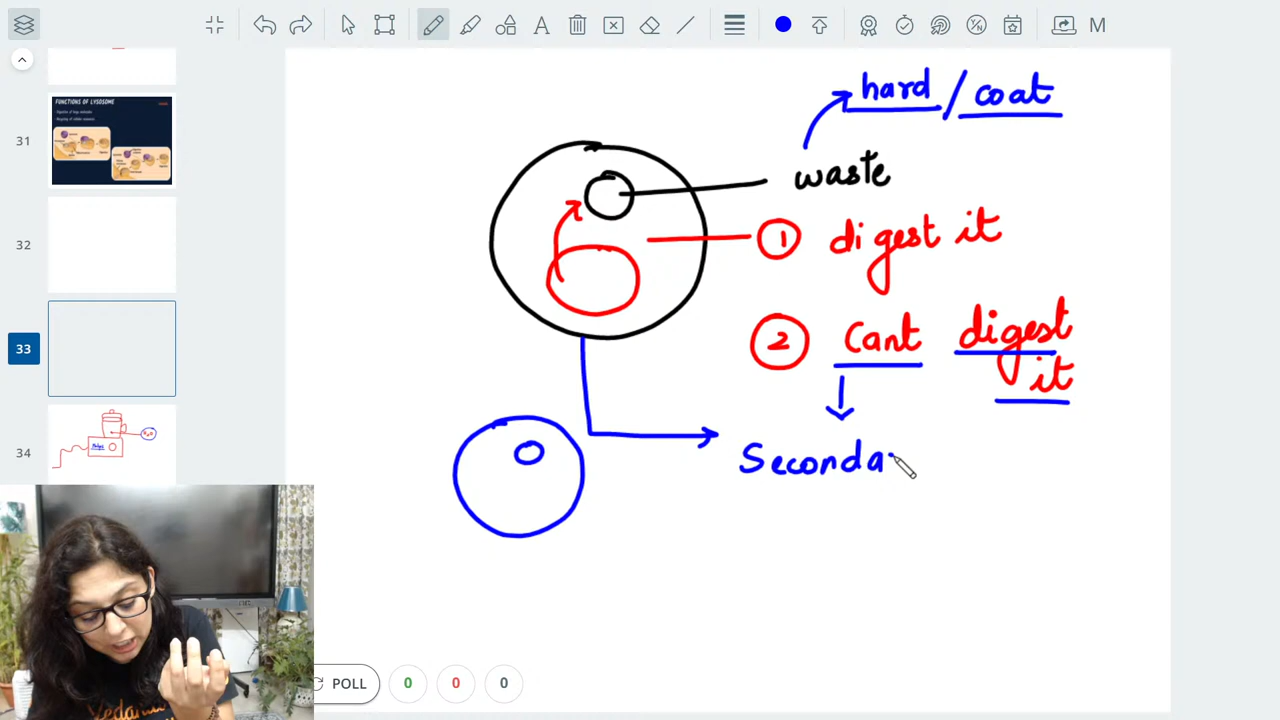 A
M
31
FUNCTIONS OF LYSOSOME
32
33
34
hard / coat
waste
1 digest it
2 Cant digest
it
Seconda
POLL
0
0
0